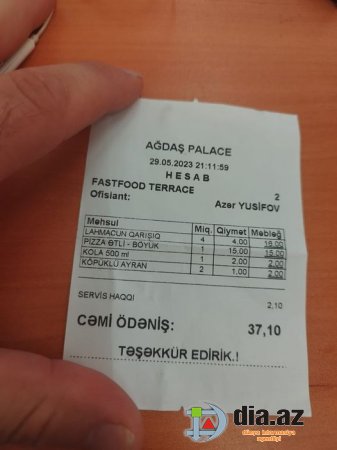 AĞDAŞ PALACE
29.05.2023 21:11:59
HESAB
FASTFOOD TERRACE 2
Ofisiant: Azer YUSİFOV
Məhsul Miq. Qiymət Məbləğ
LAHMACUN QARIŞIQ 4 4,00 16,00
PIZZA ƏTLİ - BÖYÜK 1 15,00 15,00
KOLA 500 ml 1 2,00 2,00
KÖPÜKLÜ AYRAN 2 1,00 2,00
SERVİS HAQQI 2,10
CƏMİ ÖDƏNİŞ: 37,10
TƏŞƏKKÜR EDİRİK.!
dia.az
dünya informasiya agentliyi